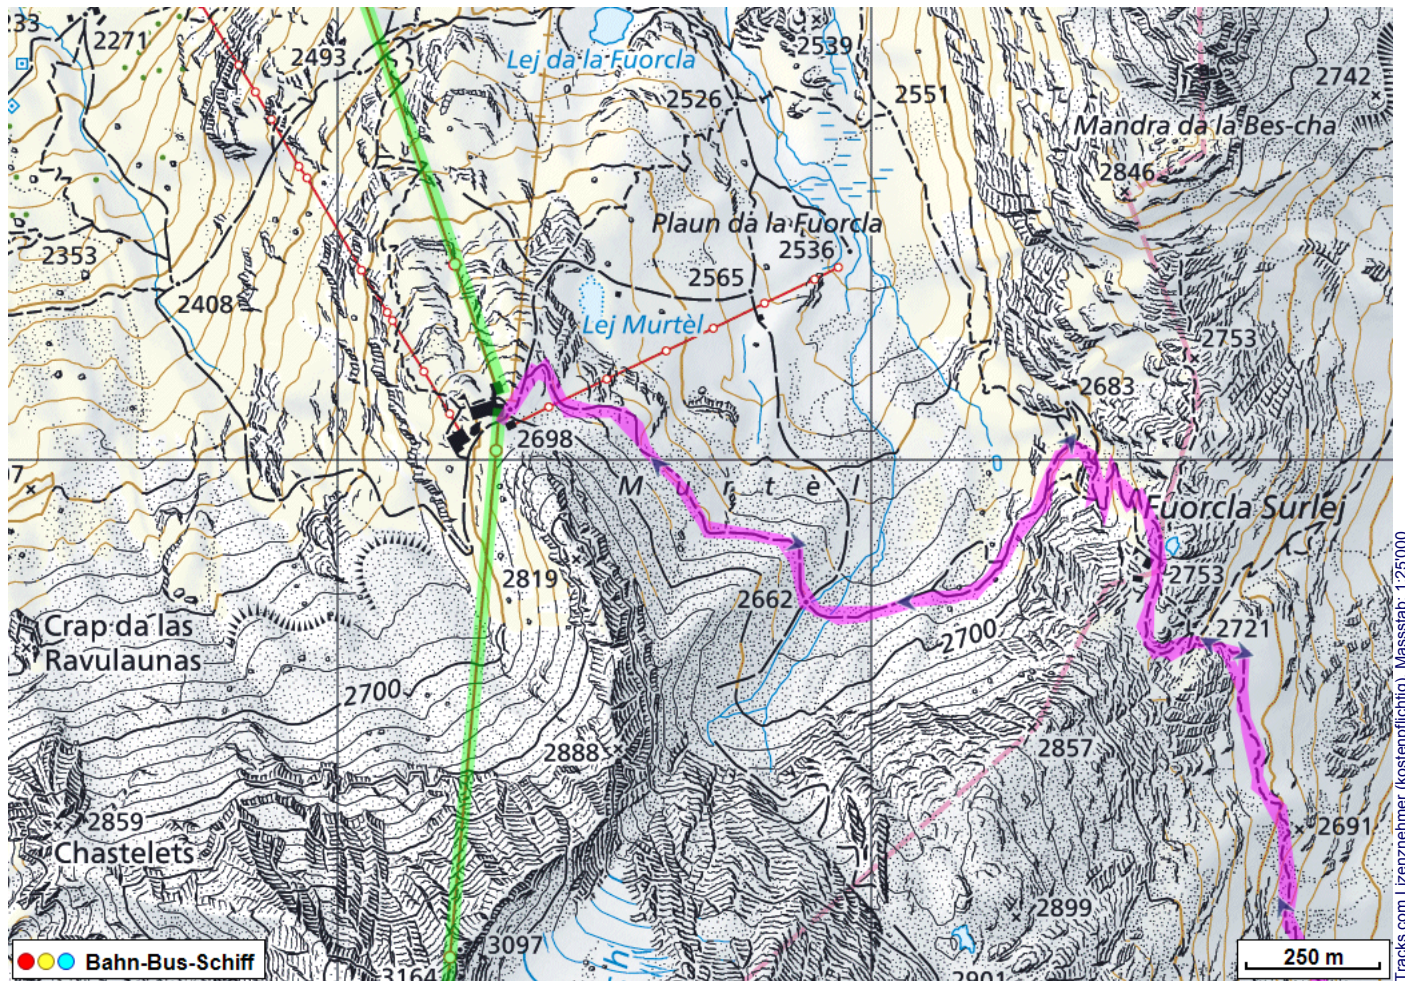 2271
2493
2539
2742
Lej da la Fuorcla
2526
2551
Mandra da la Bes-cha
2846
Plaun da la Fuorcla
2353
2536
2565
2408
Lej Murtèl
2753
2683
2698
7
Murtèl
Fuorcla Surlej
2819
2753
2662
Crap da las
Ravulaunas
2700
2721
2700
2888
2857
2859
Chastelets
2691
2899
3097
3164
2901
h
Bahn-Bus-Schiff
250 m
Tracks.com Lizenznehmer (kostenpflichtig), Massstab: 1:25'000